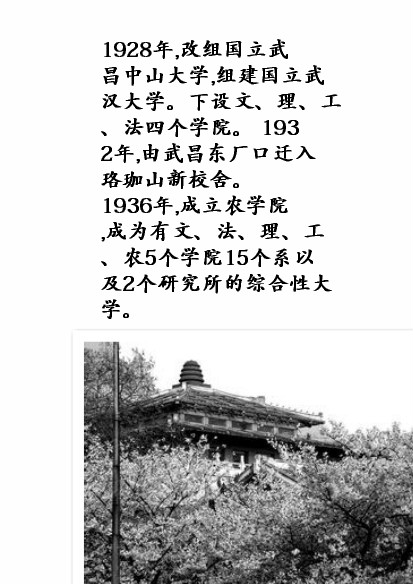 1928年,改组国立武
昌中山大学,组建国立武
汉大学。下设文、理、工
、法四个学院。 193
2年,由武昌东厂口迁入
珞珈山新校舍。
1936年,成立农学院
,成为有文、法、理、工
、农5个学院15个系以
及2个研究所的综合性大
学。